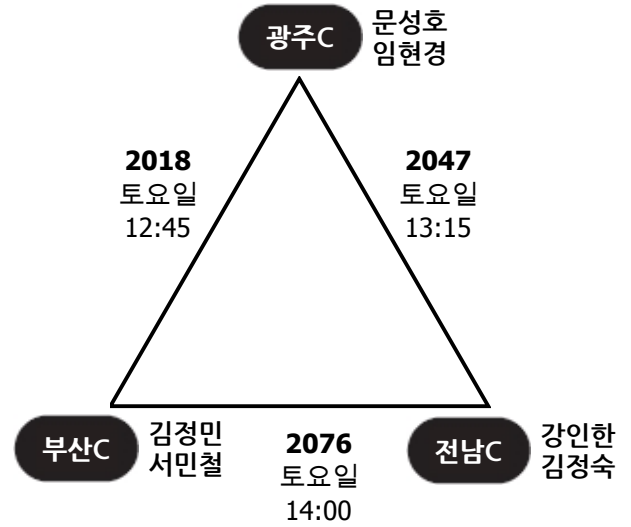 광주C
문성호
임현경
2018
토요일
12:45
2047
토요일
13:15
부산C
김정민
서민철
2076
토요일
14:00
전남C
강인한
김정숙